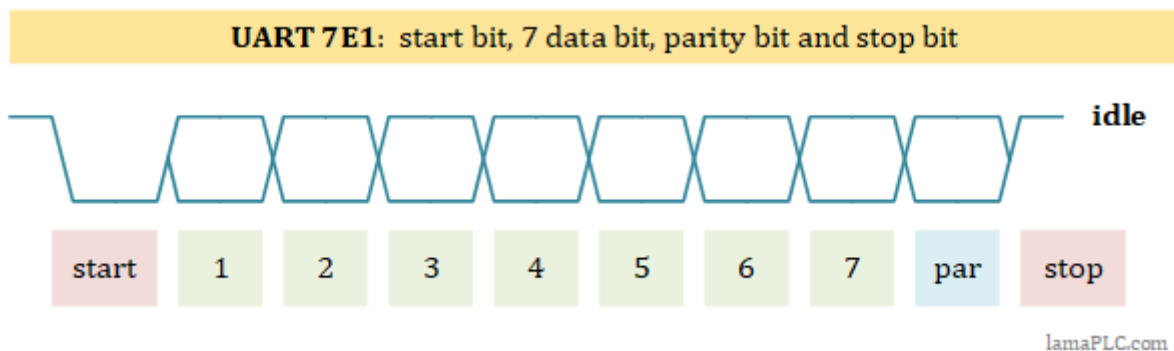 UART 7E1: start bit, 7 data bit, parity bit and stop bit
idle
start 1 2 3 4 5 6 7 par stop
lamaPLC.com